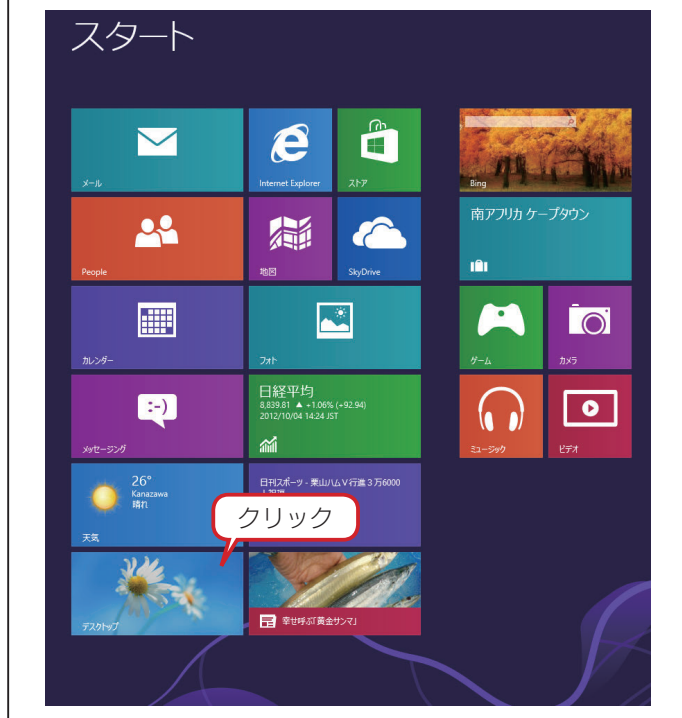 スタート
メール
Internet Explorer
ストア
Bing
People
地図
SkyDrive
南アフリカ ケープタウン
カレンダー
フォト
ゲーム
カメラ
メッセージング
日経平均
8,839.81 ▲ +1.06% (+92.94)
2012/10/04 14:24 JST
ミュージック
ビデオ
26°
Kanazawa
晴れ
天気
日刊スポーツ - 栗山ハムV行進3万6000
クリック
デスクトップ
幸せ呼ぶ「黄金サンマ」